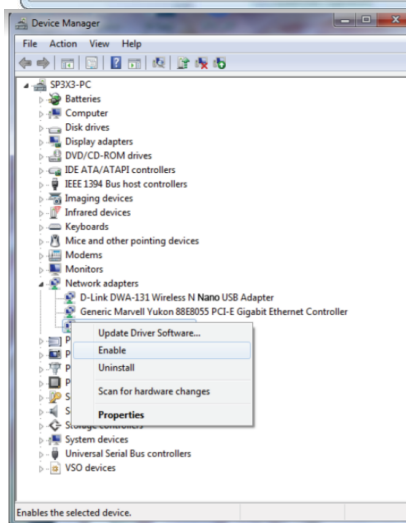 Device Manager
File Action View Help
SP3X3-PC
Batteries
Computer
Disk drives
Display adapters
DVD/CD-ROM drives
IDE ATA/ATAPI controllers
IEEE 1394 Bus host controllers
Imaging devices
Infrared devices
Keyboards
Mice and other pointing devices
Modems
Monitors
Network adapters
D-Link DWA-131 Wireless N Nano USB Adapter
Generic Marvell Yukon 88E8055 PCI-E Gigabit Ethernet Controller
Update Driver Software...
P
Enable
P
Uninstall
P
P
Scan for hardware changes
S
Properties
S
System devices
Universal Serial Bus controllers
VSO devices
Enables the selected device.